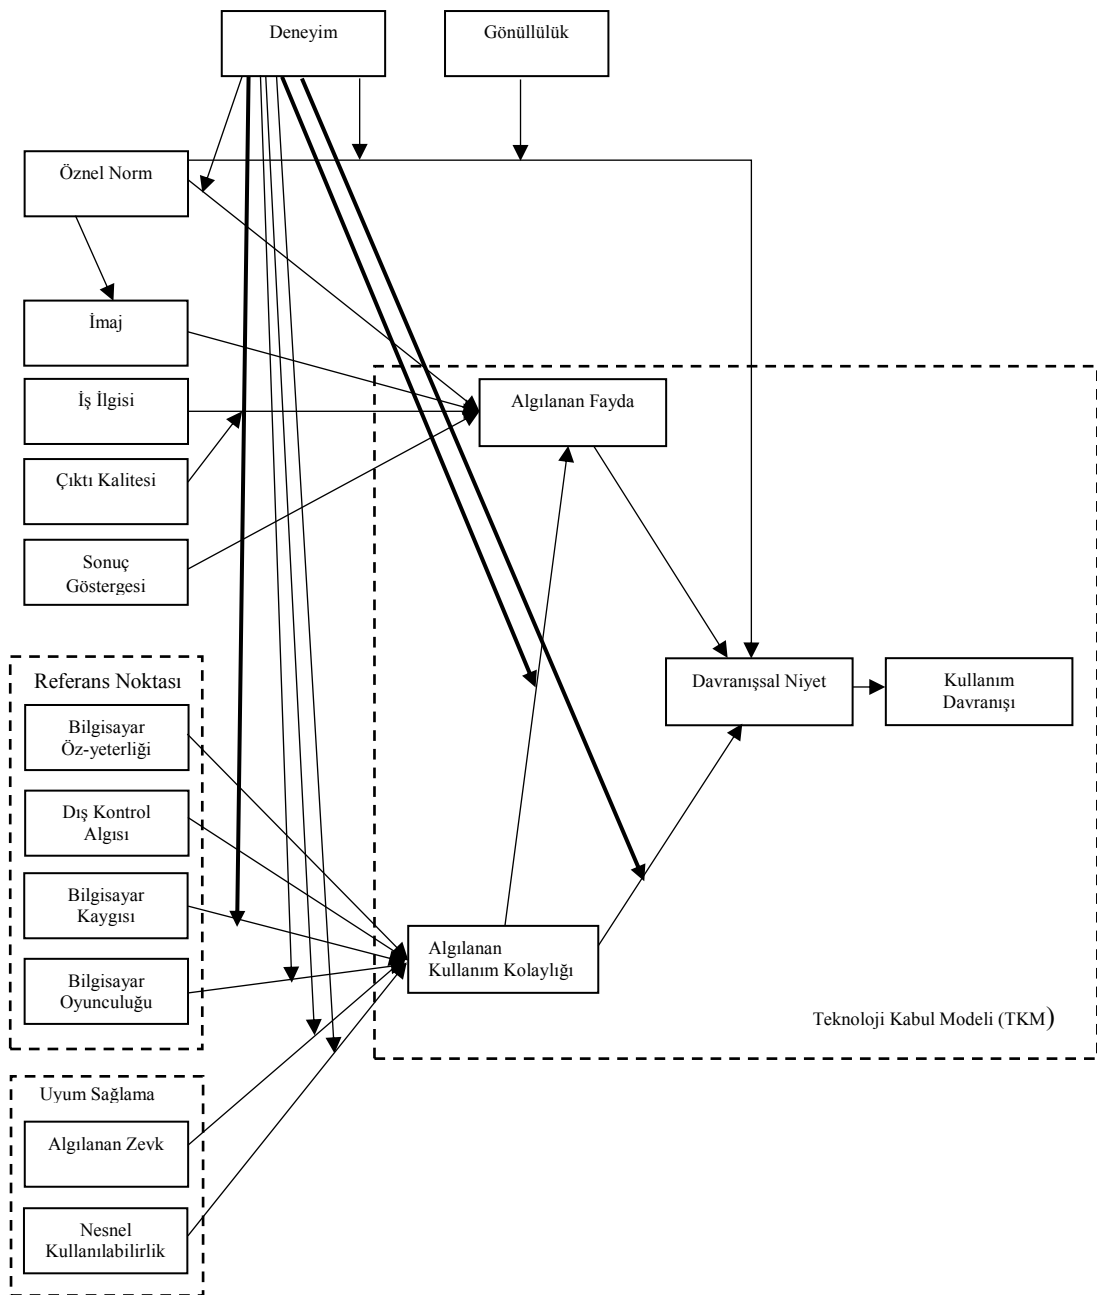 Deneyim
Gönüllülük
Öznel Norm
İmaj
İş İlgisi
Çıktı Kalitesi
Sonuç
Göstergesi
Algılanan Fayda
Referans Noktası
Bilgisayar
Öz-yeterliği
Dış Kontrol
Algısı
Bilgisayar
Kaygısı
Bilgisayar
Oyunculuğu
Davranışsal Niyet
Kullanım
Davranışı
Algılanan
Kullanım Kolaylığı
Teknoloji Kabul Modeli (TKM)
Uyum Sağlama
Algılanan Zevk
Nesnel
Kullanılabilirlik